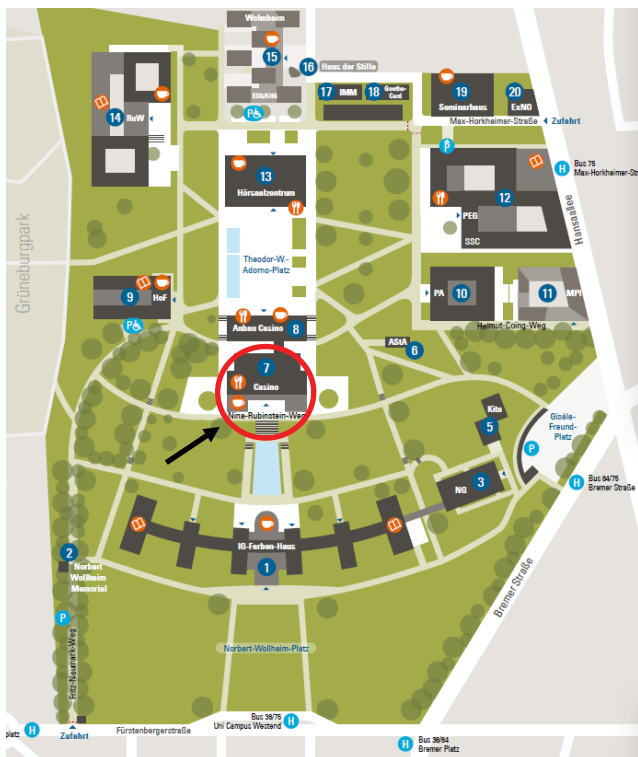 Wohnheim
15
16 Haus der Stille
ESG/KHG
17 IMM
18 Goethe-
Card
19
Seminarhaus
20
ExNO
Max-Horkheimer-Straße
Zufahrt
14 RuW
P
P
H Bus 75
Max-Horkheimer-Str
13
Hörsaalzentrum
12
PEG
SSC
Hansaallee
Grüneburgpark
Theodor-W.-
Adorno-Platz
9 HoF
P
PA 10
11 MPI
Helmut-Coing-Weg
Anbau Casino 8
AStA
6
7
Casino
Nina-Rubinstein-Weg
Kita
5
Gisèle-
Freund-
Platz
P
NG 3
H Bus 64/75
Bremer Straße
IG-Farben-Haus
1
2
Norbert
Wollheim
Memorial
P
Fritz-Neumark-Weg
Bremer Straße
Norbert-Wollheim-Platz
Bus 36/75
Uni Campus Westend H
platz H
Zufahrt
Fürstenbergerstraße
H Bus 36/64
Bremer Platz